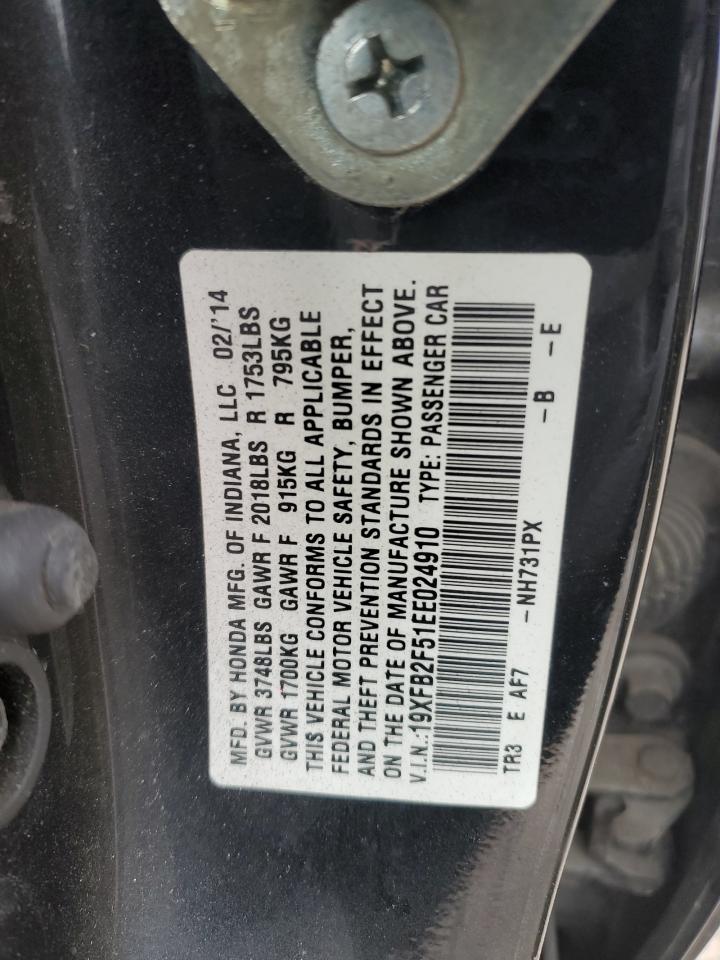 MFD. BY HONDA MFG. OF INDIANA, LLC 02/'14
GVWR 3748LBS GAWR F 2018LBS R 1753LBS
GVWR 1700KG GAWR F 915KG R 795KG
THIS VEHICLE CONFORMS TO ALL APPLICABLE
FEDERAL MOTOR VEHICLE SAFETY, BUMPER,
AND THEFT PREVENTION STANDARDS IN EFFECT
ON THE DATE OF MANUFACTURE SHOWN ABOVE.
V.I.N.:19XFB2F51EE024910 TYPE: PASSENGER CAR
TR3 E AF7 -NH731PX -B -E